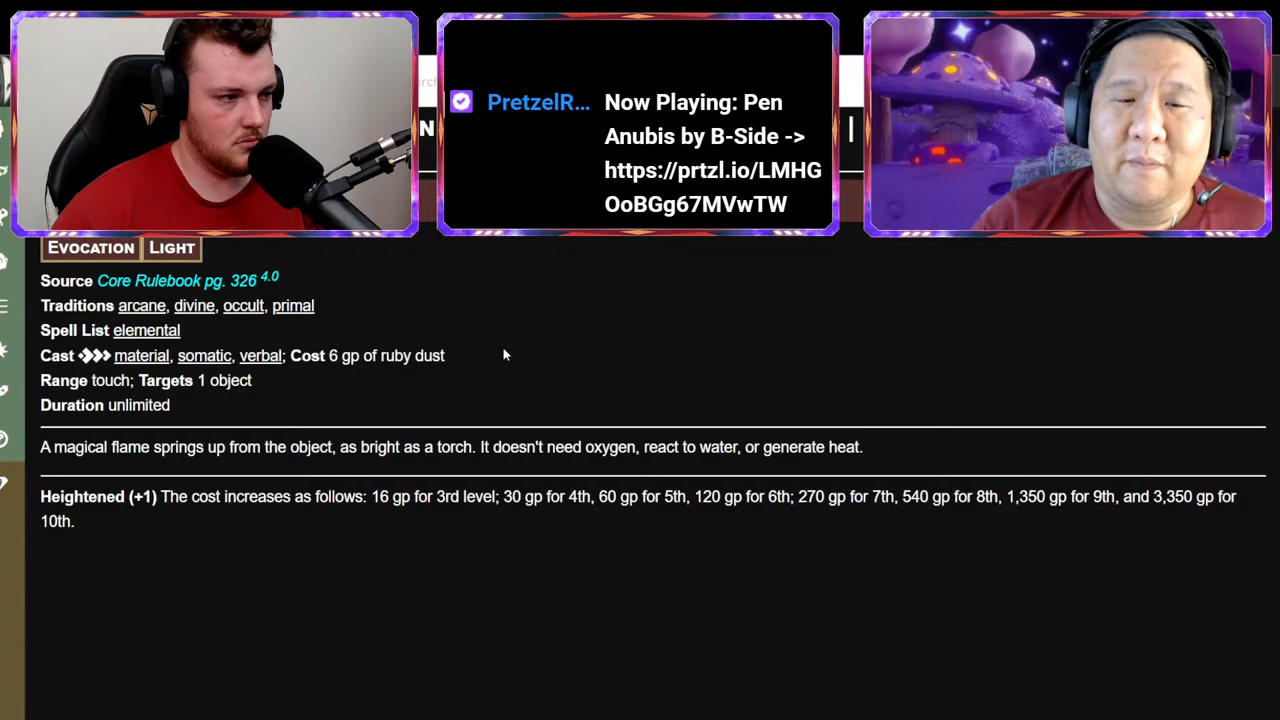 PretzelR... Now Playing: Pen
Anubis by B-Side ->
https://prtzl.io/LMHG
OoBGg67MVwTW
EVOCATION LIGHT
Source Core Rulebook pg. 326 4.0
Traditions arcane, divine, occult, primal
Spell List elemental
Cast material, somatic, verbal; Cost 6 gp of ruby dust
Range touch; Targets 1 object
Duration unlimited
A magical flame springs up from the object, as bright as a torch. It doesn't need oxygen, react to water, or generate heat.
Heightened (+1) The cost increases as follows: 16 gp for 3rd level; 30 gp for 4th, 60 gp for 5th, 120 gp for 6th; 270 gp for 7th, 540 gp for 8th, 1,350 gp for 9th, and 3,350 gp for
10th.